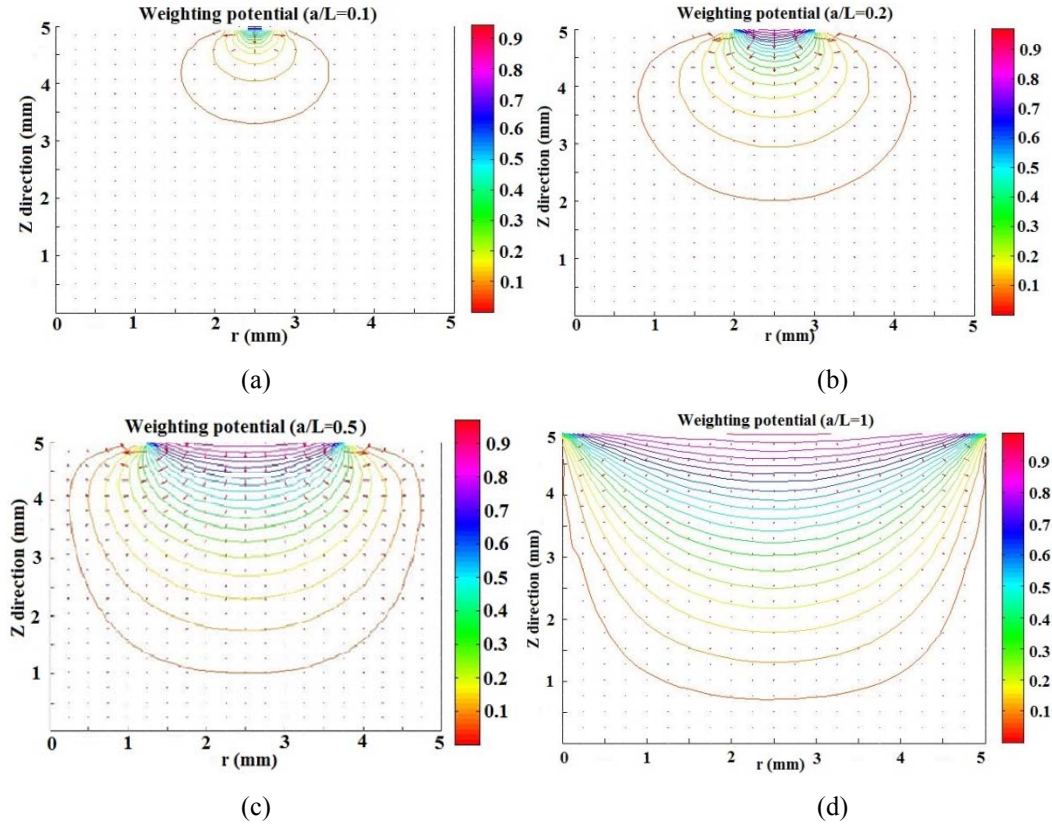 Weighting potential (a/L=0.1)
5
4
3
2
1
Z direction (mm)
0 1 2 3 4 5
r (mm)
0.9
0.8
0.7
0.6
0.5
0.4
0.3
0.2
0.1
(a)
Weighting potential (a/L=0.2)
5
4
3
2
1
Z direction (mm)
0 1 2 3 4 5
r (mm)
0.9
0.8
0.7
0.6
0.5
0.4
0.3
0.2
0.1
(b)
Weighting potential (a/L=0.5)
5
4
3
2
1
Z direction (mm)
0 1 2 3 4 5
r (mm)
0.9
0.8
0.7
0.6
0.5
0.4
0.3
0.2
0.1
(c)
Weighting potential (a/L=1)
5
4
3
2
1
Z direction (mm)
0 1 2 3 4 5
r (mm)
0.9
0.8
0.7
0.6
0.5
0.4
0.3
0.2
0.1
(d)